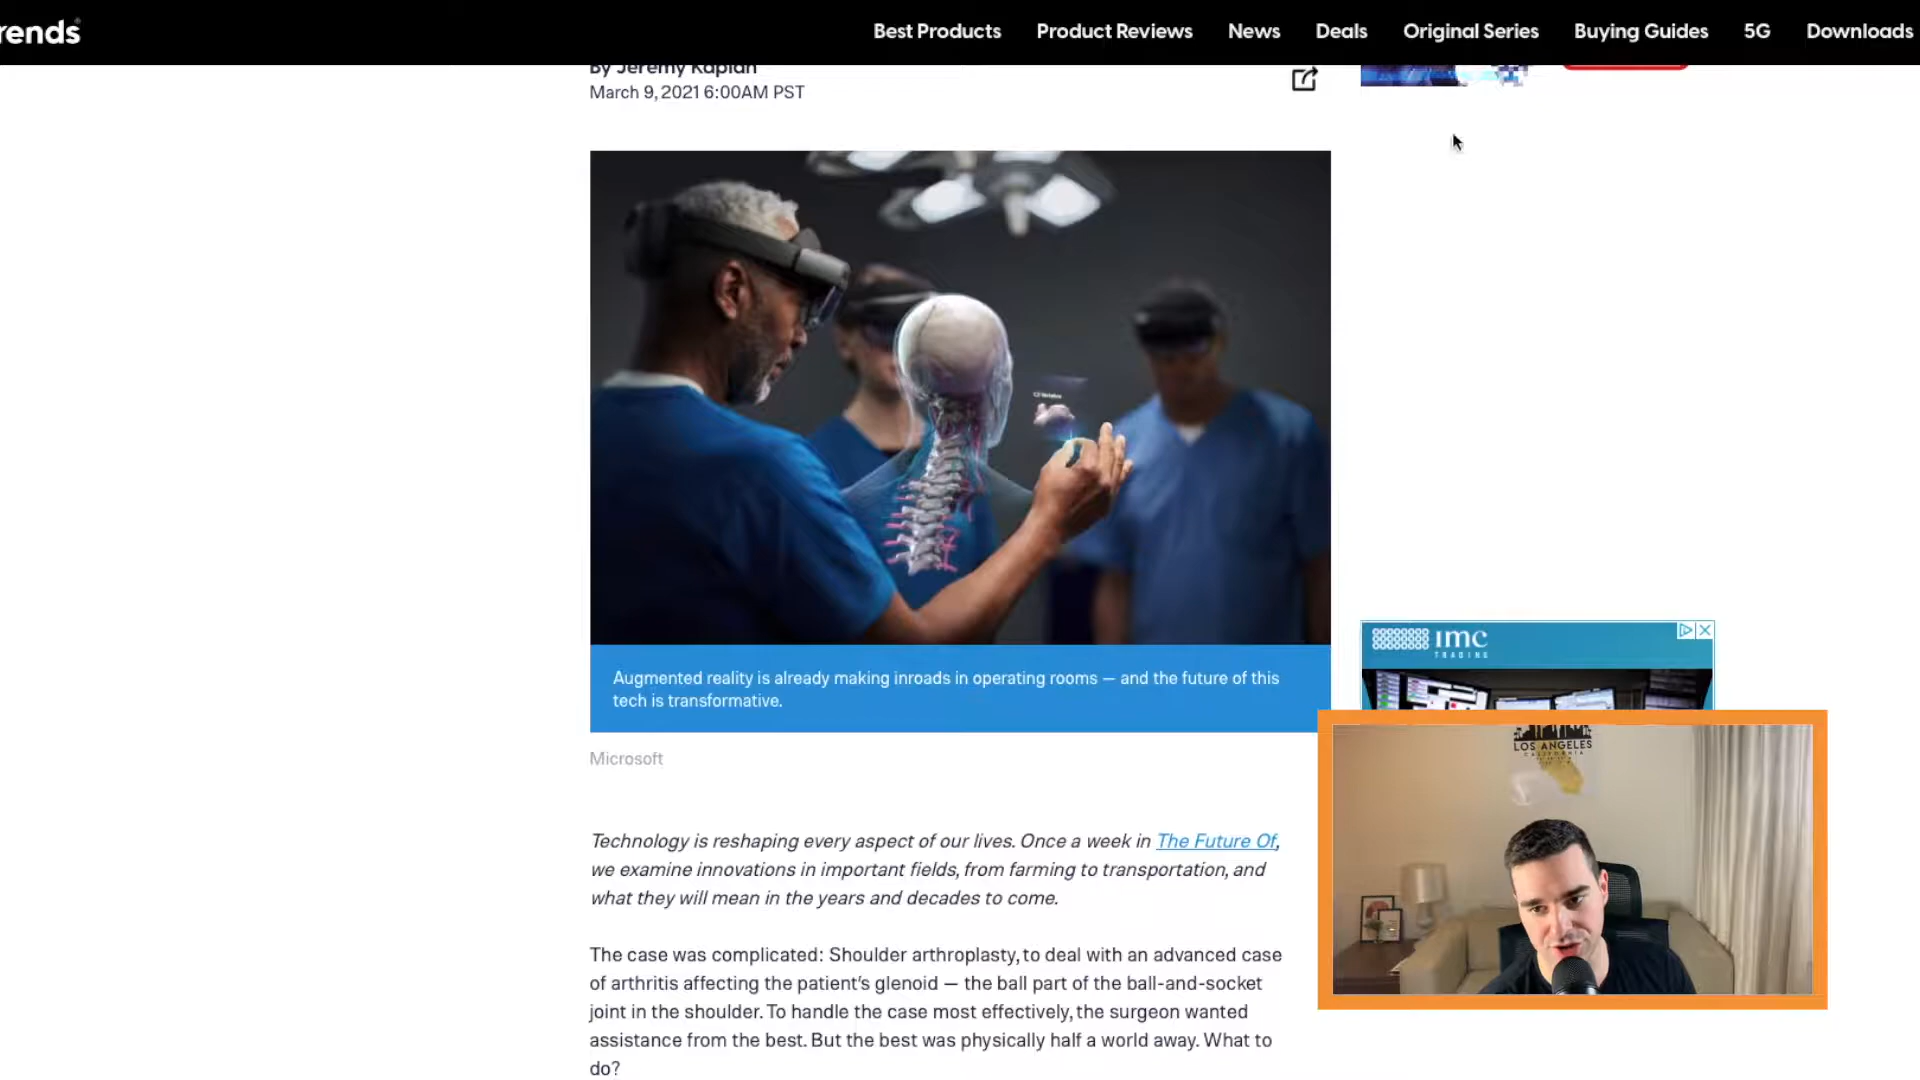 rends
Best Products
Product Reviews
News
Deals
Original Series
Buying Guides
5G
Downloads
By Jeremy Kaplan
March 9, 2021 6:00AM PST
Augmented reality is already making inroads in operating rooms — and the future of this
tech is transformative.
Microsoft
imc
TRADING
LOS ANGELES
CALIFORNIA
Technology is reshaping every aspect of our lives. Once a week in The Future Of,
we examine innovations in important fields, from farming to transportation, and
what they will mean in the years and decades to come.
The case was complicated: Shoulder arthroplasty, to deal with an advanced case
of arthritis affecting the patient's glenoid — the ball part of the ball-and-socket
joint in the shoulder. To handle the case most effectively, the surgeon wanted
assistance from the best. But the best was physically half a world away. What to
do?